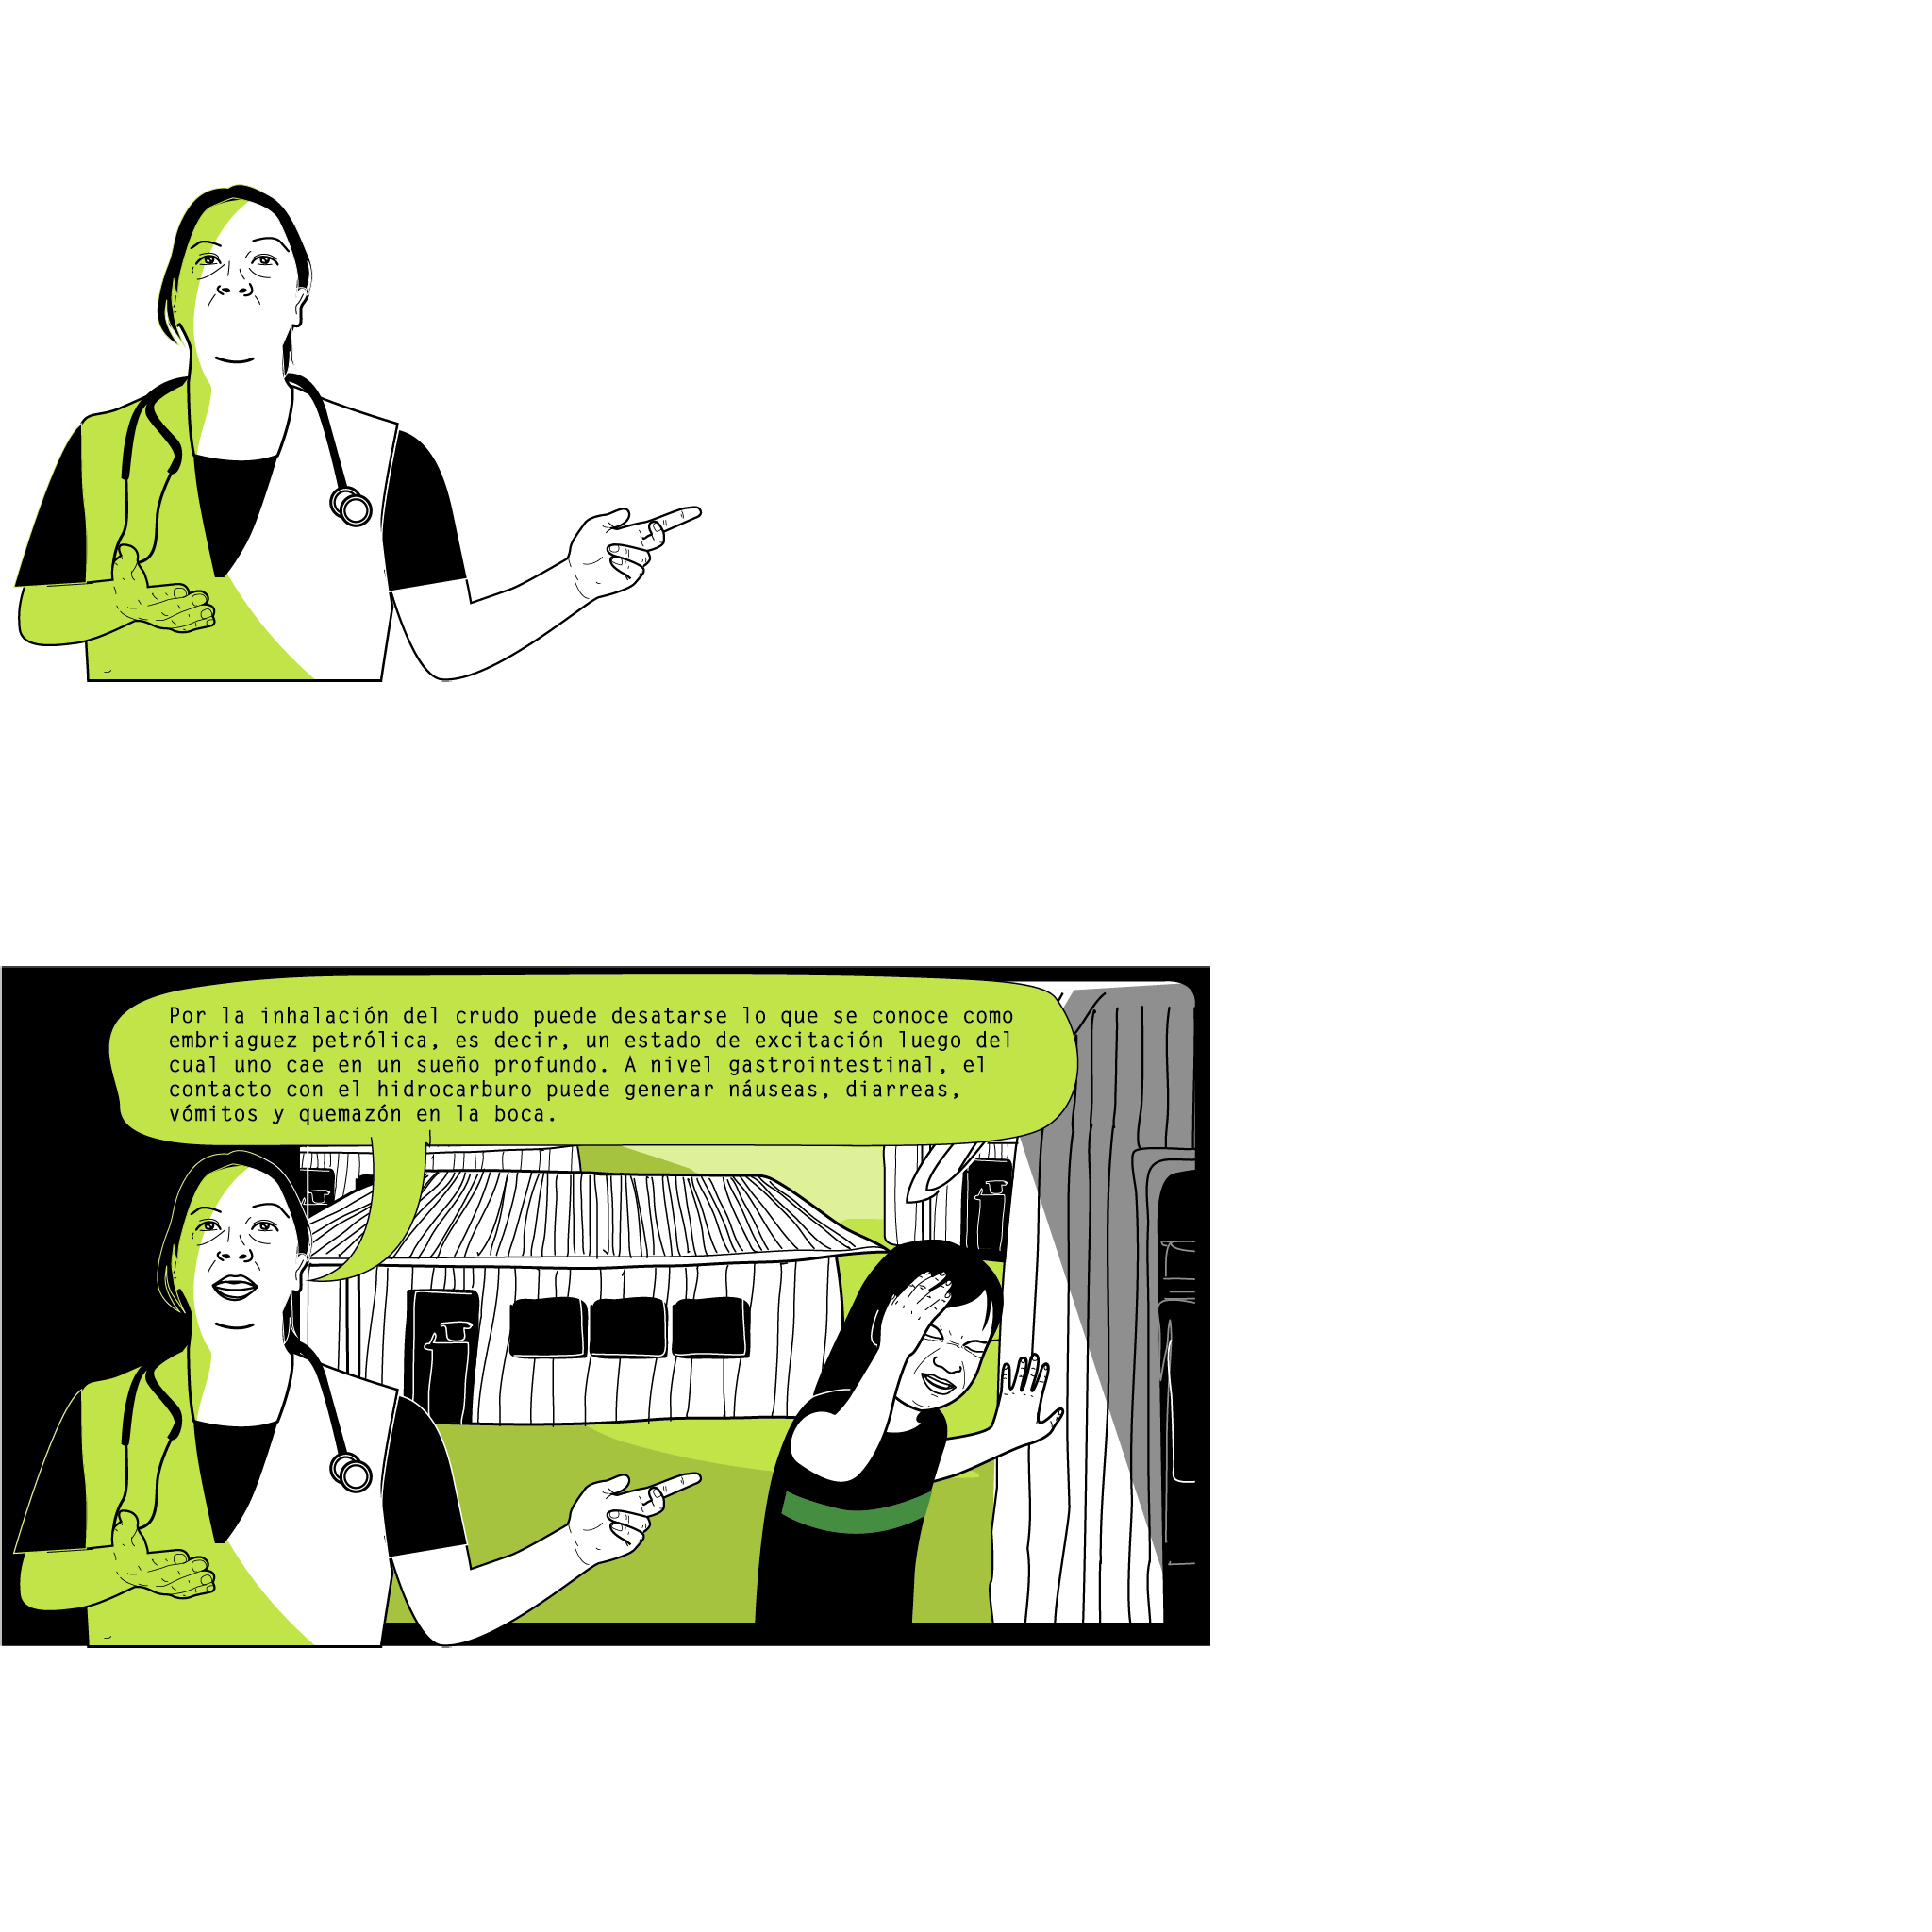 Por la inhalación del crudo puede desatarse lo que se conoce como
embriaguez petrólica, es decir, un estado de excitación luego del
cual uno cae en un sueño profundo. A nivel gastrointestinal, el
contacto con el hidrocarburo puede generar náuseas, diarreas,
vómitos y quemazón en la boca.